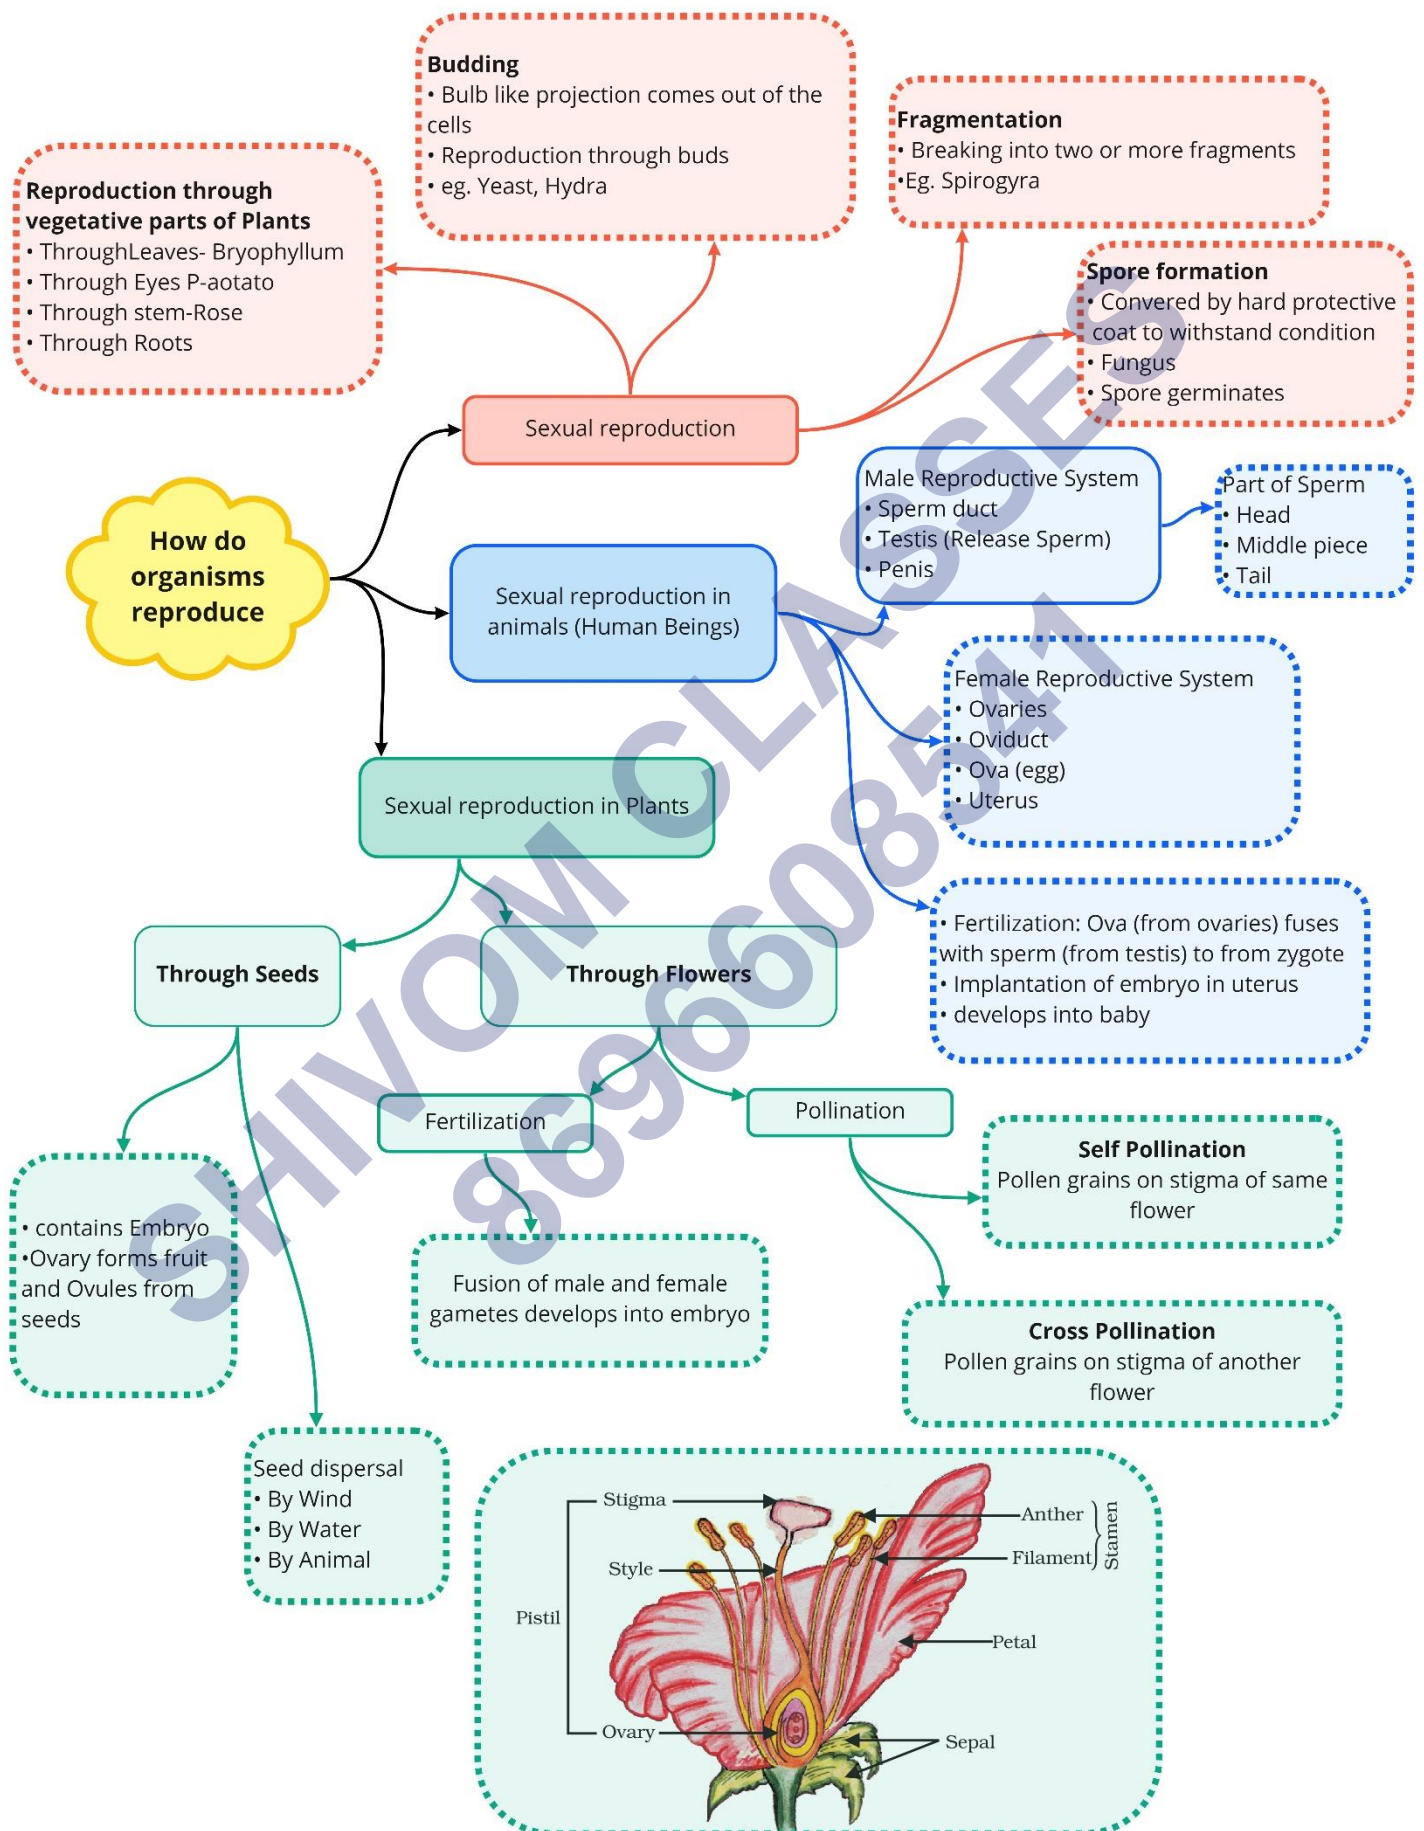 Budding
• Bulb like projection comes out of the
cells
• Reproduction through buds
• eg. Yeast, Hydra
Fragmentation
• Breaking into two or more fragments
•Eg. Spirogyra
Reproduction through
vegetative parts of Plants
• ThroughLeaves- Bryophyllum
• Through Eyes P-aotato
• Through stem-Rose
• Through Roots
Spore formation
• Convered by hard protective
coat to withstand condition
• Fungus
• Spore germinates
Sexual reproduction
How do
organisms
reproduce
Male Reproductive System
• Sperm duct
• Testis (Release Sperm)
• Penis
Part of Sperm
• Head
• Middle piece
• Tail
Sexual reproduction in
animals (Human Beings)
Female Reproductive System
• Ovaries
• Oviduct
• Ova (egg)
• Uterus
Sexual reproduction in Plants
• Fertilization: Ova (from ovaries) fuses
with sperm (from testis) to from zygote
• Implantation of embryo in uterus
• develops into baby
Through Seeds
Through Flowers
Fertilization
Pollination
Self Pollination
Pollen grains on stigma of same
flower
• contains Embryo
•Ovary forms fruit
and Ovules from
seeds
Fusion of male and female
gametes develops into embryo
Cross Pollination
Pollen grains on stigma of another
flower
Seed dispersal
• By Wind
• By Water
• By Animal
Stigma
Style
Pistil
Ovary
Anther
Filament
Stamen
Petal
Sepal
SHIVOM CLASSES
8696608541